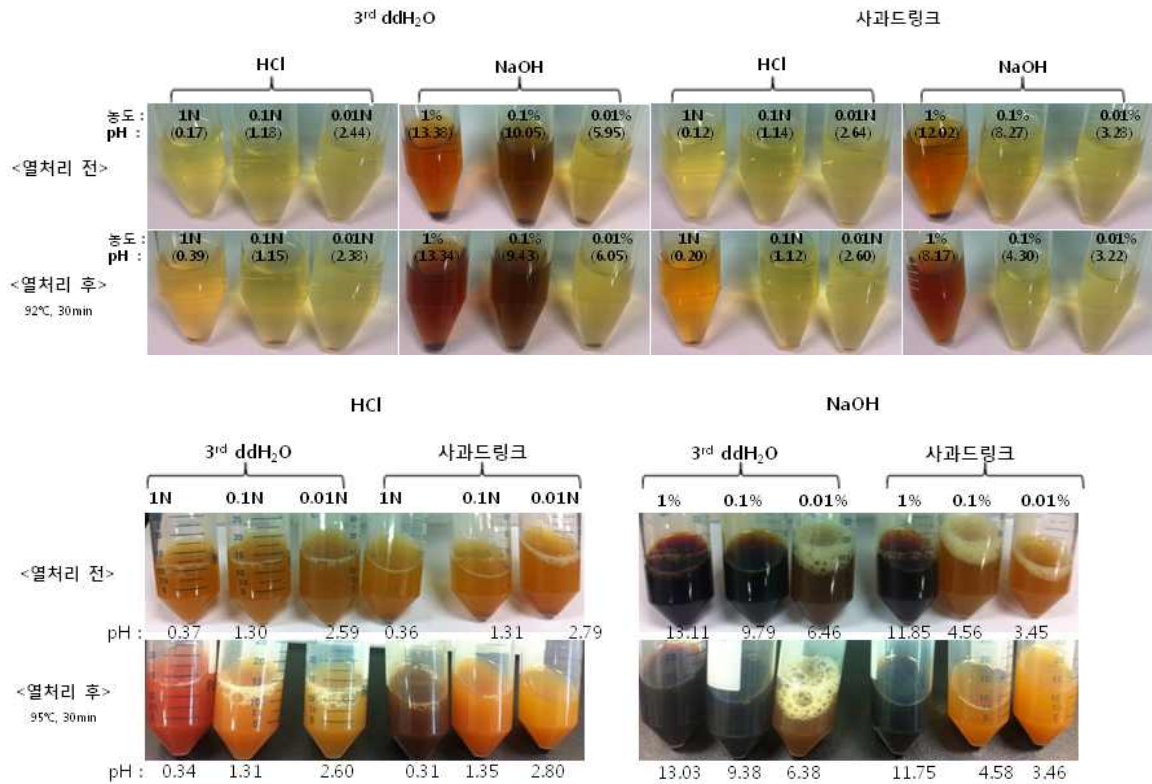 3rd ddH₂O 사과드링크
HCl NaOH HCl NaOH
농도 : 1N 0.1N 0.01N 1% 0.1% 0.01% 1N 0.1N 0.01N 1% 0.1% 0.01%
pH : (0.17) (1.18) (2.44) (13.38) (10.05) (5.95) (0.12) (1.14) (2.64) (12.02) (8.27) (3.28)
<열처리 전>
농도 : 1N 0.1N 0.01N 1% 0.1% 0.01% 1N 0.1N 0.01N 1% 0.1% 0.01%
pH : (0.39) (1.15) (2.38) (13.34) (9.43) (6.05) (0.20) (1.12) (2.60) (8.17) (4.30) (3.22)
<열처리 후>
92℃, 30min
HCl NaOH
3rd ddH₂O 사과드링크 3rd ddH₂O 사과드링크
1N 0.1N 0.01N 1N 0.1N 0.01N 1% 0.1% 0.01% 1% 0.1% 0.01%
<열처리 전>
pH : 0.37 1.30 2.59 0.36 1.31 2.79 13.11 9.79 6.46 11.85 4.56 3.45
<열처리 후>
95℃, 30min
pH : 0.34 1.31 2.60 0.31 1.35 2.80 13.03 9.38 6.38 11.75 4.58 3.46